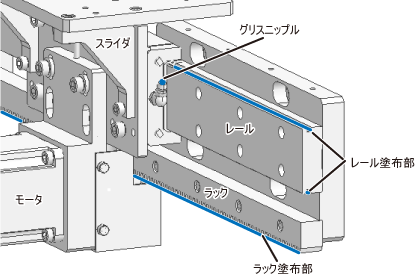 グリスニップル
スライダ
レール
レール塗布部
ラック
モータ
ラック塗布部